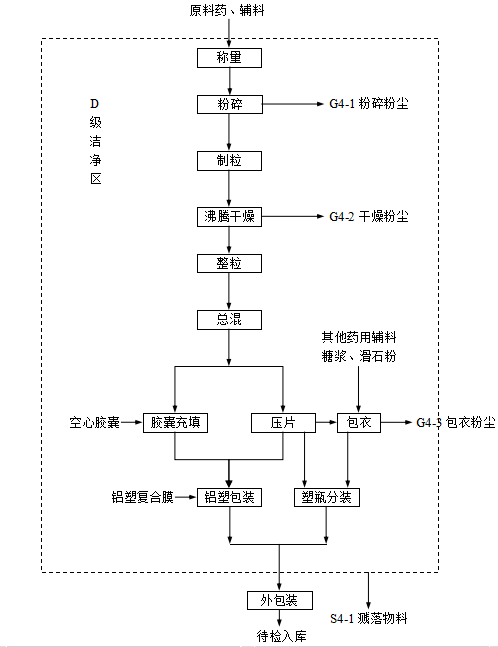 原料药、辅料
称量
D
级
洁
净
区
粉碎
G4-1 粉碎粉尘
制粒
沸腾干燥
G4-2 干燥粉尘
整粒
总混
其他药用辅料
糖浆、滑石粉
空心胶囊
胶囊充填
压片
包衣
G4-3 包衣粉尘
铝塑复合膜
铝塑包装
塑瓶分装
外包装
S4-1 溅落物料
待检入库